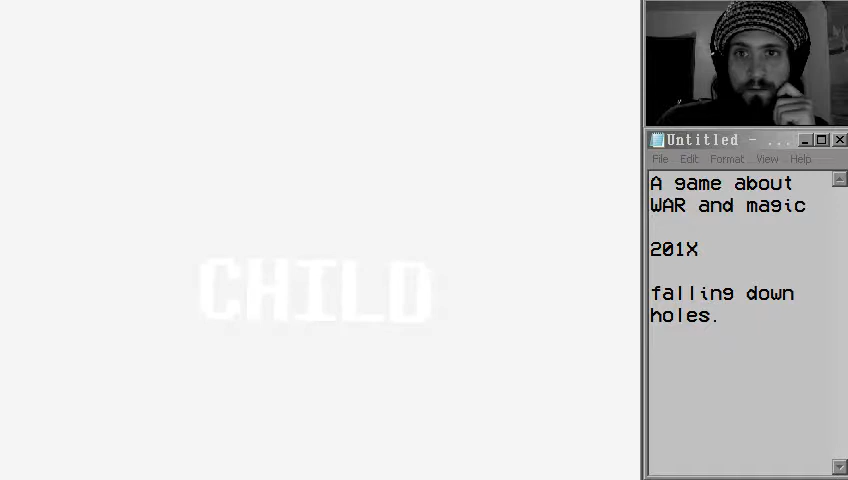 CHILD
Untitled - ...
File Edit Format View Help
A game about
WAR and magic
201X
falling down
holes.